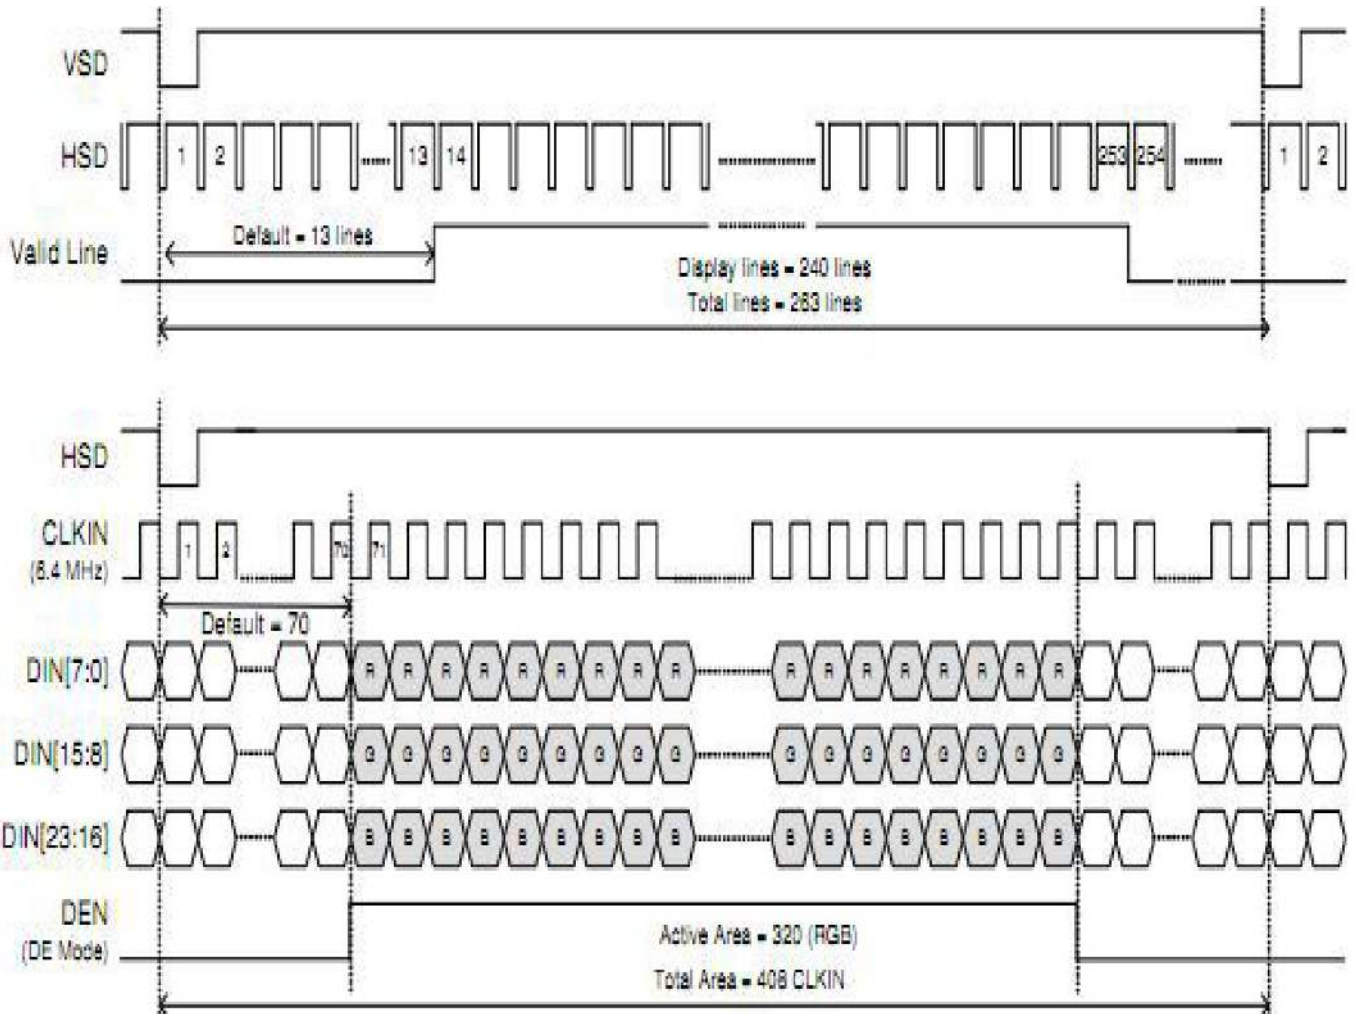 VSD
HSD 1 2 13 14 253 254 1 2
Valid Line Default = 13 lines
Display lines = 240 lines
Total lines = 263 lines
HSD
CLKIN 1 2 70 71
(6.4 MHz)
Default = 70
DIN[7:0] R R R R R R R R R R R R R R R R R
DIN[15:8] G G G G G G G G G G G G G G G G G
DIN[23:16] B B B B B B B B B B B B B B B B B
DEN
(DE Mode)
Active Area = 320 (RGB)
Total Area = 408 CLKIN